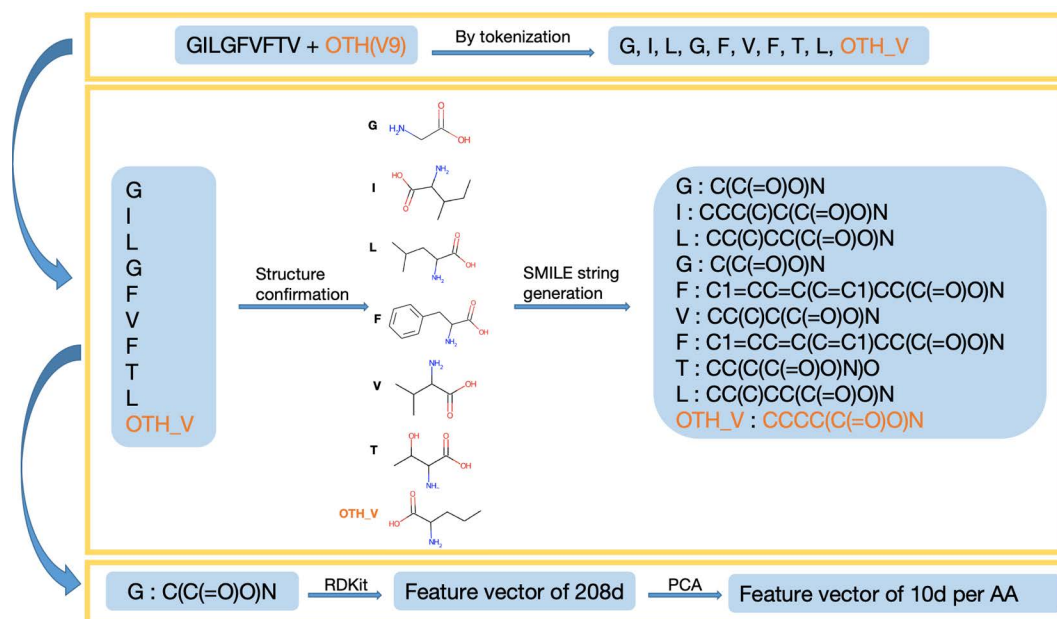 GILGFVFTV + OTH(V9)
By tokenization
G, I, L, G, F, V, F, T, L, OTH_V
G
I
L
G
F
V
F
T
L
OTH_V
Structure
confirmation
G
H₂N
O
OH
I
HO
O
NH₂
L
O
OH
NH₂
F
O
OH
NH₂
V
NH₂
OH
O
T
OH
O
OH
NH₂
OTH_V
O
HO
NH₂
SMILE string
generation
G : C(C(=O)O)N
I : CCC(C)C(C(=O)O)N
L : CC(C)CC(C(=O)O)N
G : C(C(=O)O)N
F : C1=CC=C(C=C1)CC(C(=O)O)N
V : CC(C)C(C(=O)O)N
F : C1=CC=C(C=C1)CC(C(=O)O)N
T : CC(C(C(=O)O)N)O
L : CC(C)CC(C(=O)O)N
OTH_V : CCCC(C(=O)O)N
G : C(C(=O)O)N
RDKit
Feature vector of 208d
PCA
Feature vector of 10d per AA